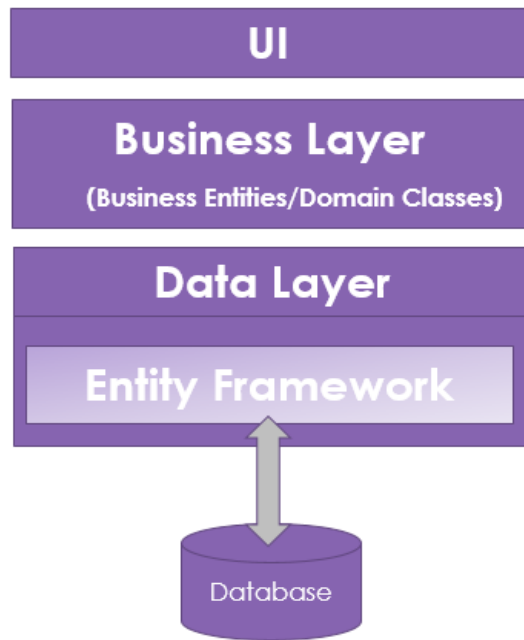 UI
Business Layer
(Business Entities/Domain Classes)
Data Layer
Entity Framework
Database